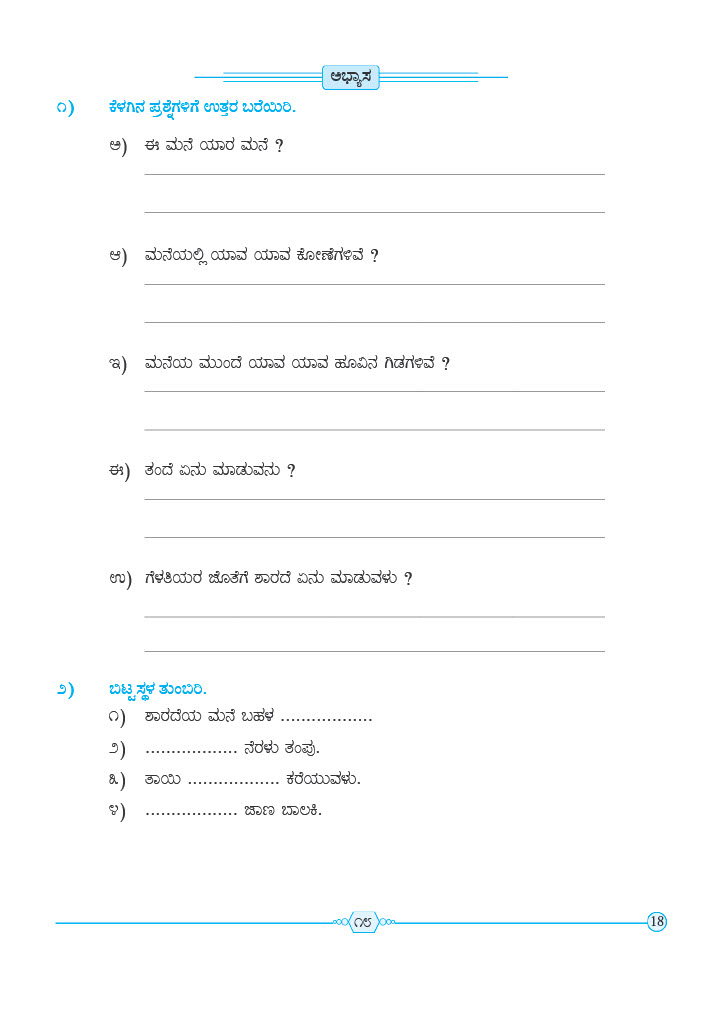 ಅಭ್ಯಾಸ
೧) ಕೆಳಗಿನ ಪ್ರಶ್ನೆಗಳಿಗೆ ಉತ್ತರ ಬರೆಯಿರಿ.
ಅ) ಈ ಮನೆ ಯಾರ ಮನೆ ?
ಆ) ಮನೆಯಲ್ಲಿ ಯಾವ ಯಾವ ಕೋಣೆಗಳಿವೆ ?
ಇ) ಮನೆಯ ಮುಂದೆ ಯಾವ ಯಾವ ಹೂವಿನ ಗಿಡಗಳಿವೆ ?
ಈ) ತಂದೆ ಏನು ಮಾಡುವನು ?
ಉ) ಗೆಳತಿಯರ ಜೊತೆಗೆ ಶಾರದೆ ಏನು ಮಾಡುವಳು ?
೨) ಬಿಟ್ಟ ಸ್ಥಳ ತುಂಬಿರಿ.
೧) ಶಾರದೆಯ ಮನೆ ಬಹಳ ..................
೨) .................. ನೆರಳು ತಂಪು.
೩) ತಾಯಿ .................. ಕರೆಯುವಳು.
೪) .................. ಜಾಣ ಬಾಲಕಿ.
೧೮ 18